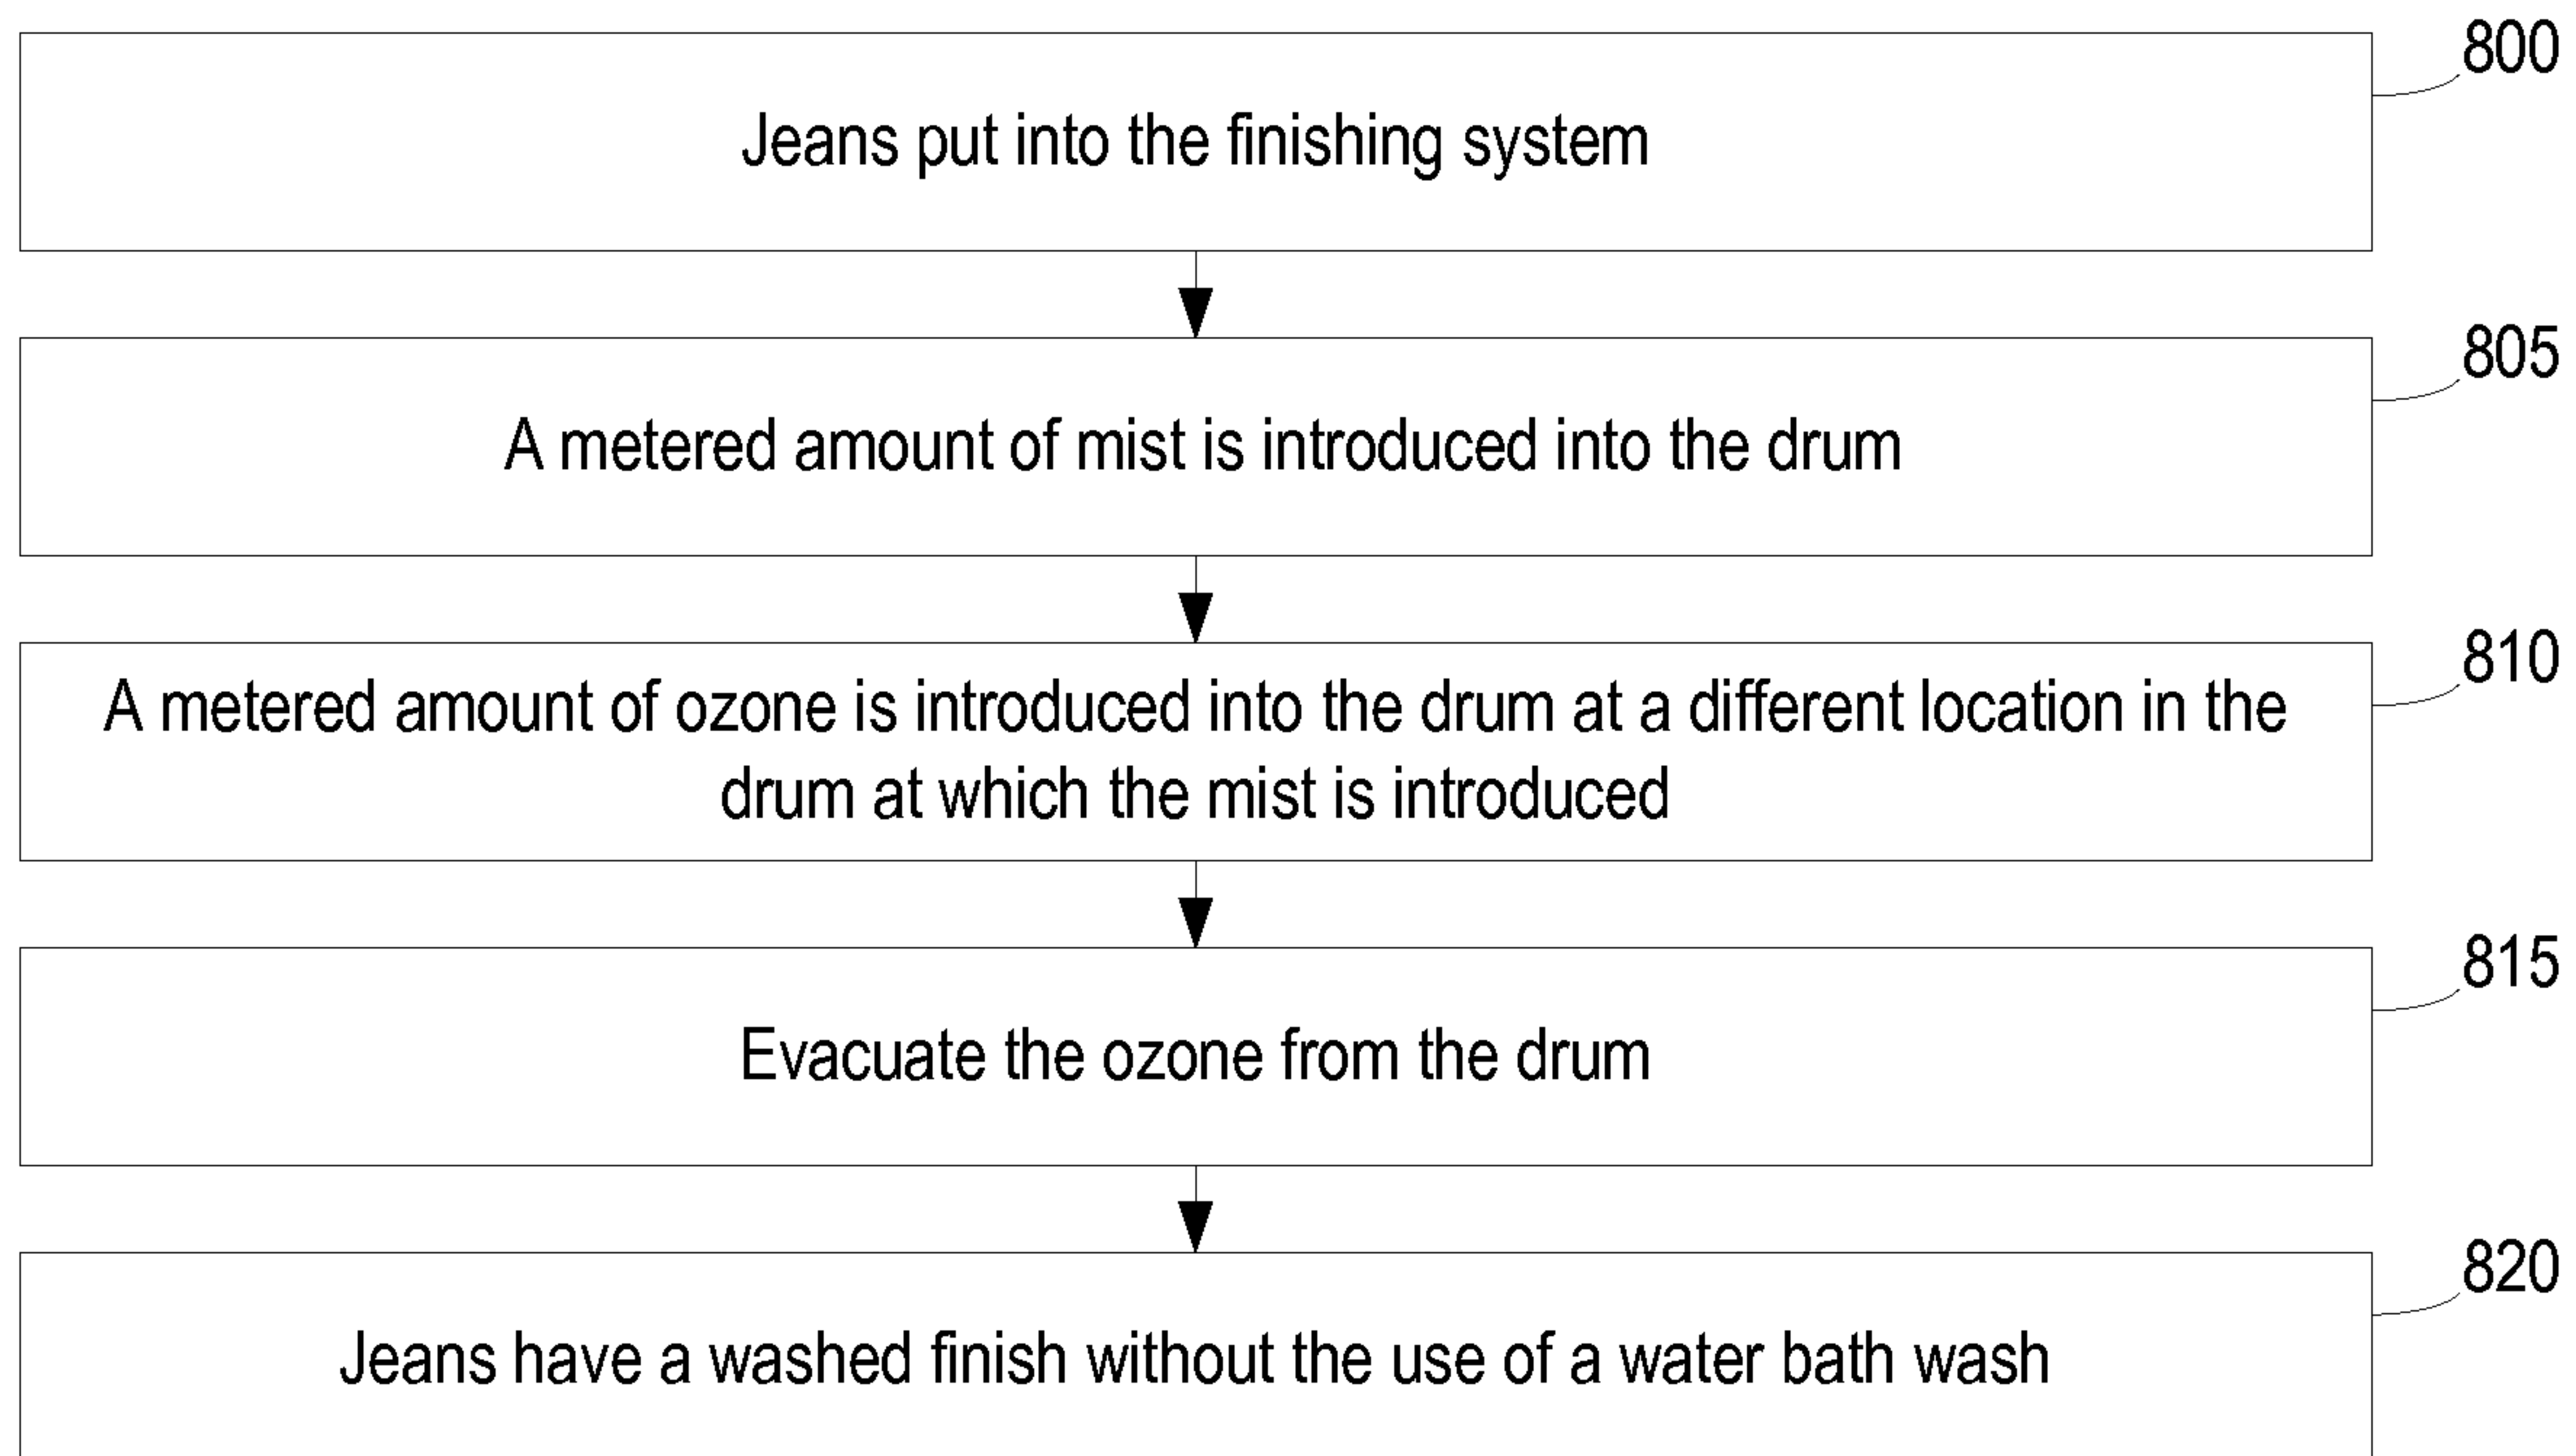 800
Jeans put into the finishing system
805
A metered amount of mist is introduced into the drum
810
A metered amount of ozone is introduced into the drum at a different location in the
drum at which the mist is introduced
815
Evacuate the ozone from the drum
820
Jeans have a washed finish without the use of a water bath wash